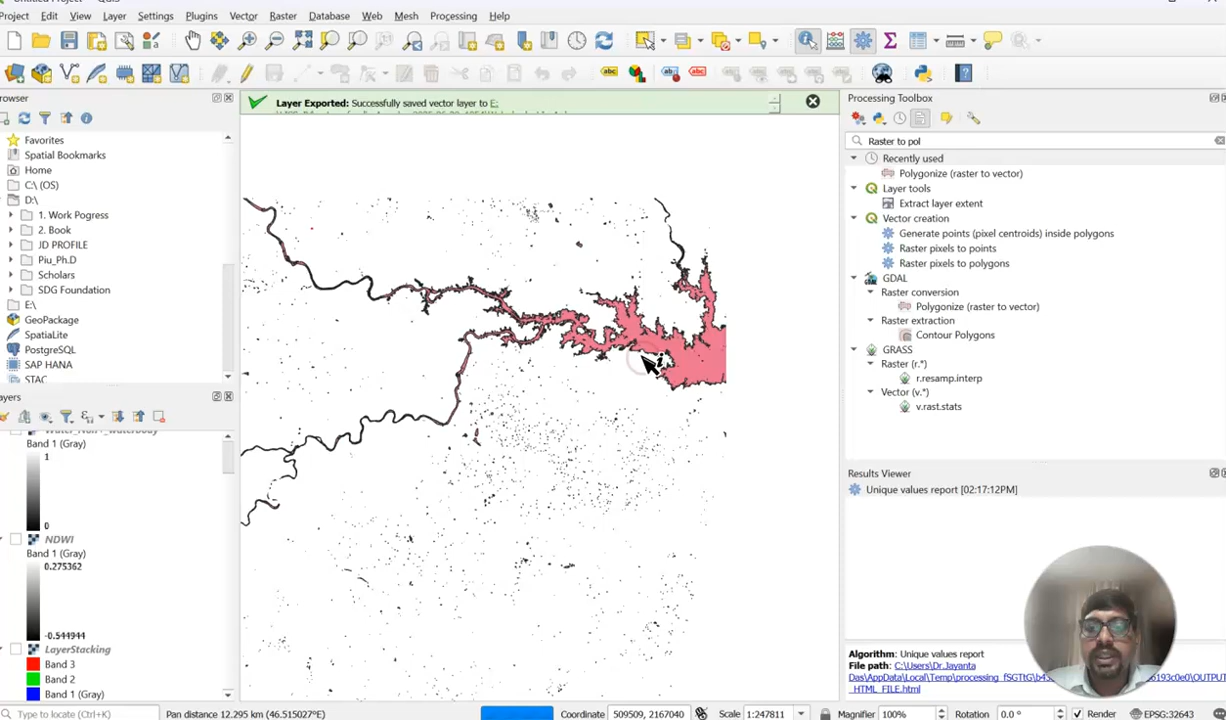 Project Edit View Layer Settings Plugins Vector Raster Database Web Mesh Processing Help
Layer Exported: Successfully saved vector layer to E:
Processing Toolbox
Raster to pol
Recently used
Polygonize (raster to vector)
Layer tools
Extract layer extent
Vector creation
Generate points (pixel centroids) inside polygons
Raster pixels to points
Raster pixels to polygons
GDAL
Raster conversion
Polygonize (raster to vector)
Raster extraction
Contour Polygons
GRASS
Raster (r.*)
r.resamp.interp
Vector (v.*)
v.rast.stats
Results Viewer
Unique values report [02:17:12PM]
Algorithm: Unique values report
File path: C:\Users\Dr.Jayanta
_HTML_FILE.html
Browser
Favorites
Spatial Bookmarks
Home
C:\ (OS)
D:\
1. Work Pogress
2. Book
JD PROFILE
Piu_Ph.D
Scholars
SDG Foundation
E:\
GeoPackage
SpatiaLite
PostgreSQL
SAP HANA
STAC
Layers
Band 1 (Gray)
1
0
NDWI
Band 1 (Gray)
0.275362
-0.544944
LayerStacking
Band 3
Band 2
Band 1 (Gray)
Type to locate (Ctrl+K)
Pan distance 12.295 km (46.515027°E)
Coordinate 509509, 2167040
Scale 1:247811
Magnifier 100%
Rotation 0.0 °
Render
EPSG:32643